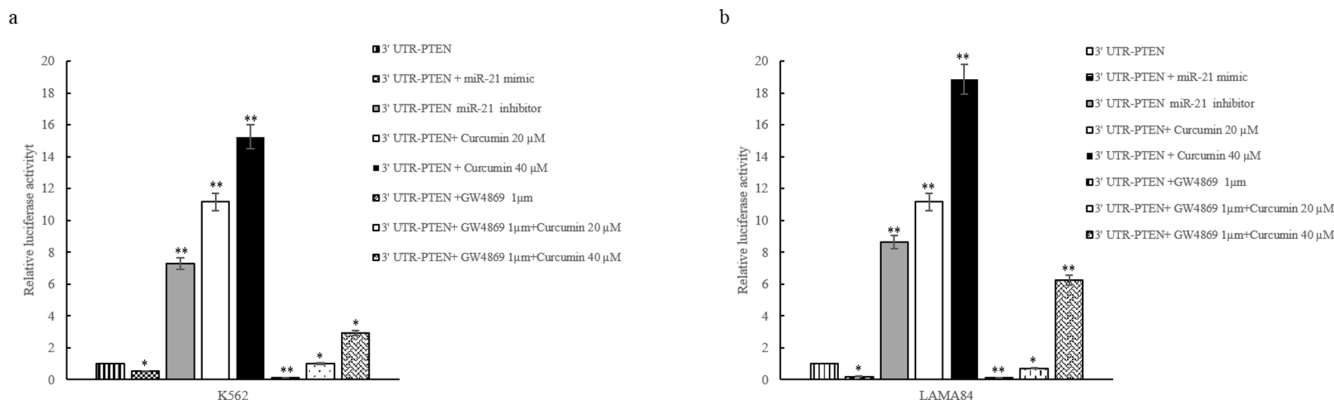 a
3' UTR-PTEN
3' UTR-PTEN + miR-21 mimic
3' UTR-PTEN miR-21 inhibitor
3' UTR-PTEN+ Curcumin 20 µM
3' UTR-PTEN + Curcumin 40 µM
3' UTR-PTEN +GW4869 1µm
3' UTR-PTEN+ GW4869 1µm+Curcumin 20 µM
3' UTR-PTEN+ GW4869 1µm+Curcumin 40 µM
Relative luciferase activityt
20
18
16
14
12
10
8
6
4
2
0
*
**
**
**
**
*
*
K562
b
3' UTR-PTEN
3' UTR-PTEN + miR-21 mimic
3' UTR-PTEN miR-21 inhibitor
3' UTR-PTEN+ Curcumin 20 µM
3' UTR-PTEN + Curcumin 40 µM
3' UTR-PTEN +GW4869 1µm
3' UTR-PTEN+ GW4869 1µm+Curcumin 20 µM
3' UTR-PTEN+ GW4869 1µm+Curcumin 40 µM
Relative luciferase activity
20
18
16
14
12
10
8
6
4
2
0
*
**
**
**
**
*
**
LAMA84